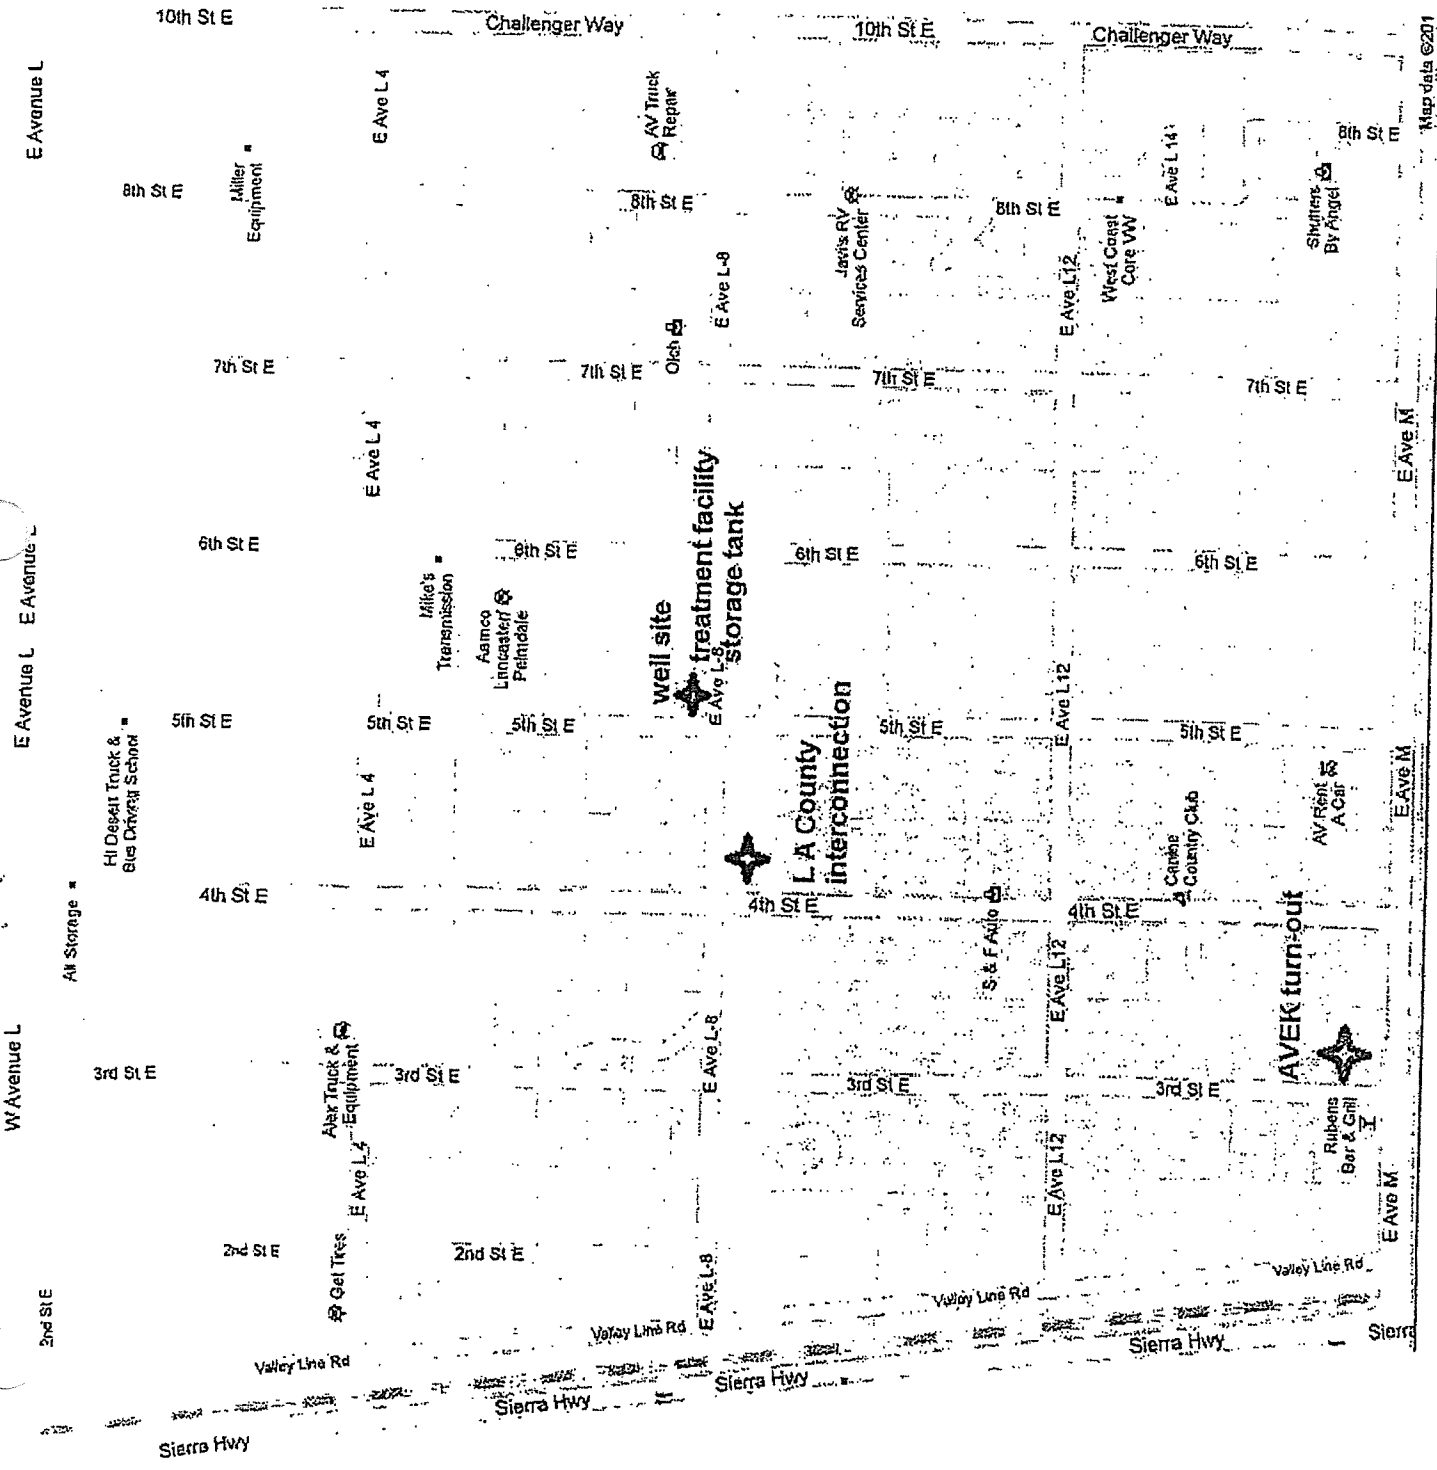 10th St E
Challenger Way
10th St E
Challenger Way
Map data ©201
E Avenue L
E Ave L 4
AV Truck
Repair
8th St E
8th St E
Miller
Equipment
8th St E
Javi's RV
Services Center
8th St E
West Coast
Core VW
E Ave L 14
Shutters
By Angel
E Ave L-8
E Ave L12
7th St E
7th St E
7th St E
7th St E
E Ave L 4
E Ave M
E Avenue L
E Avenue L
6th St E
6th St E
6th St E
6th St E
Mike's
Transmission
Aamco
Lancaster/
Palmdale
well site
treatment facility
storage tank
E Ave L-8
E Ave L12
Hi Desert Truck &
Bus Driving School
5th St E
5th St E
5th St E
5th St E
5th St E
E Ave L 4
L A County
interconnection
Canine
Country Club
AV Rent
A Car
E Ave M
All Storage
4th St E
4th St E
4th St E
S & F Auto
E Ave L12
AVEK turn-out
W Avenue L
3rd St E
Alex Truck &
Equipment
3rd St E
E Ave L-8
3rd St E
3rd St E
Rubens
Bar & Grill
E Ave L 4
E Ave L12
E Ave M
2nd St E
Get Tires
2nd St E
2nd St E
E Ave L-8
Valley Line Rd
Valley Line Rd
Valley Line Rd
Valley Line Rd
Sierra Hwy
Sierra Hwy
Sierra Hwy
Sierra Hwy
Sierra